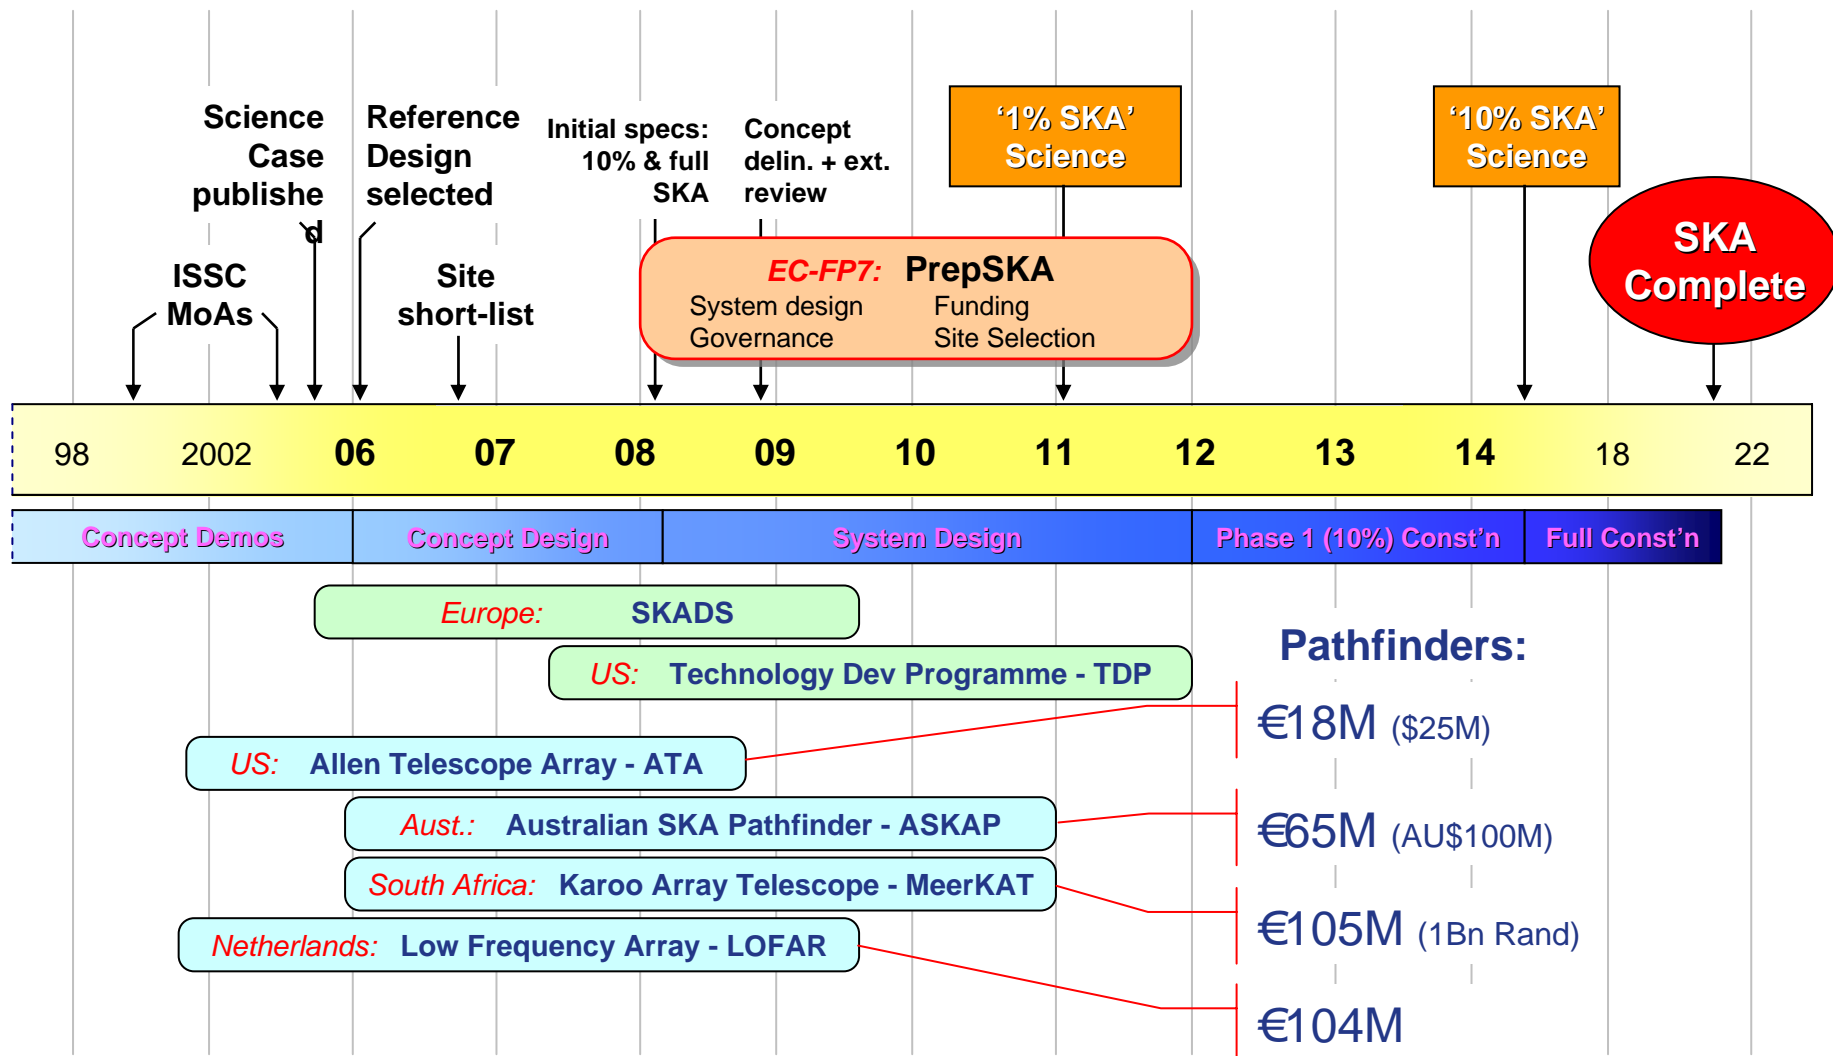 Science
Case
publishe
d
Reference
Design
selected
Initial specs:
10% & full
SKA
Concept
delin. + ext.
review
‘1% SKA’
Science
‘10% SKA’
Science
SKA
Complete
ISSC
MoAs
Site
short-list
EC-FP7: PrepSKA
System design Funding
Governance Site Selection
98 2002 06 07 08 09 10 11 12 13 14 18 22
Concept Demos Concept Design System Design Phase 1 (10%) Const’n Full Const’n
Europe: SKADS
US: Technology Dev Programme - TDP
Pathfinders:
US: Allen Telescope Array - ATA
€18M ($25M)
Aust.: Australian SKA Pathfinder - ASKAP
€65M (AU$100M)
South Africa: Karoo Array Telescope - MeerKAT
€105M (1Bn Rand)
Netherlands: Low Frequency Array - LOFAR
€104M